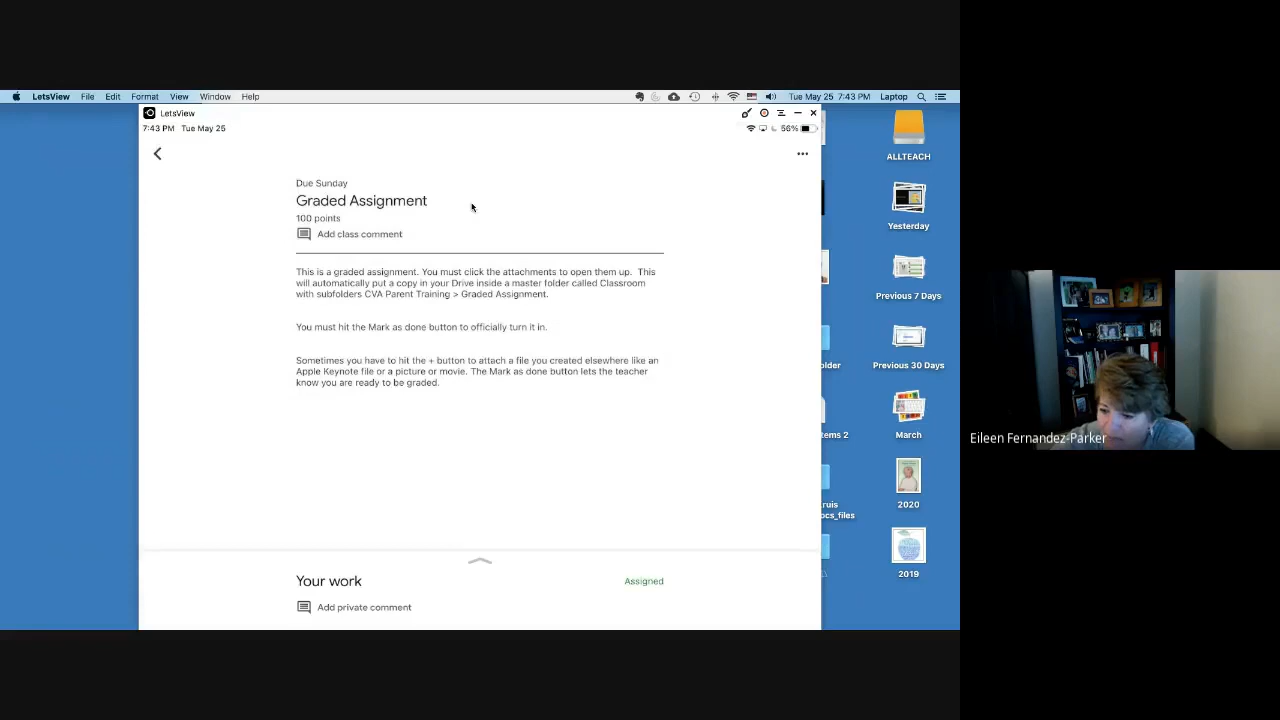 LetsView File Edit Format View Window Help
Tue May 25 7:43 PM Laptop
LetsView
7:43 PM Tue May 25
56%
Due Sunday
Graded Assignment
100 points
Add class comment
This is a graded assignment. You must click the attachments to open them up. This
will automatically put a copy in your Drive inside a master folder called Classroom
with subfolders CVA Parent Training > Graded Assignment.
You must hit the Mark as done button to officially turn it in.
Sometimes you have to hit the + button to attach a file you created elsewhere like an
Apple Keynote file or a picture or movie. The Mark as done button lets the teacher
know you are ready to be graded.
Your work
Assigned
Add private comment
ALLTEACH
Yesterday
Previous 7 Days
older
Previous 30 Days
tems 2
March
ruis
ocs_files
2020
2019
Eileen Fernandez-Parker